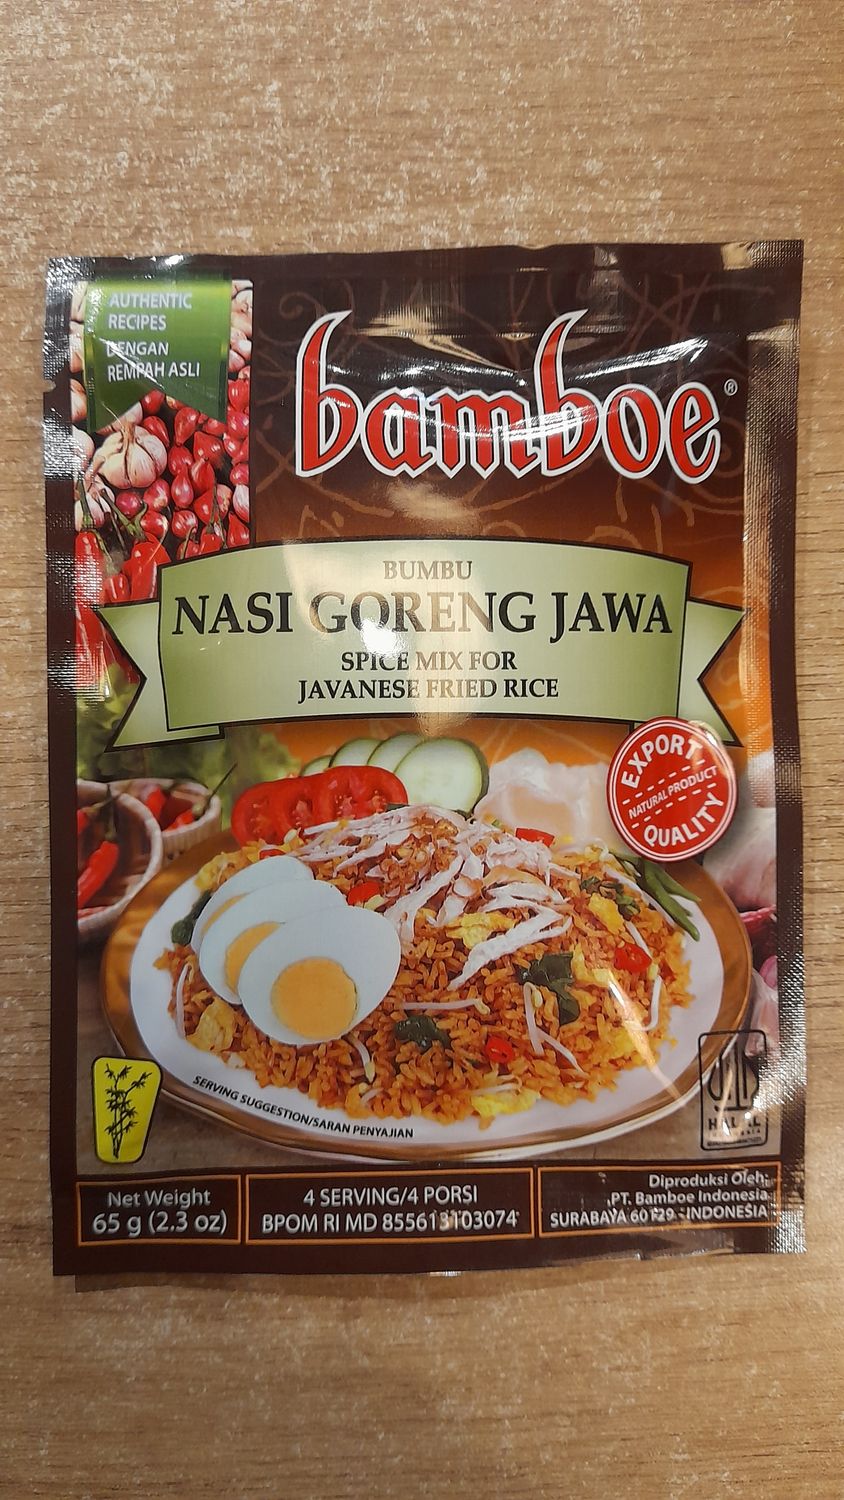 AUTHENTIC
RECIPES
DENGAN
REMPAH ASLI
bamboe®
BUMBU
NASI GORENG JAWA
SPICE MIX FOR
JAVANESE FRIED RICE
EXPORT
NATURAL PRODUCT
QUALITY
SERVING SUGGESTION/SARAN PENYAJIAN
HALAL
Net Weight
65 g (2.3 oz)
4 SERVING/4 PORSI
BPOM RI MD 855613103074
Diproduksi Oleh:
PT. Bamboe Indonesia
SURABAYA 60129 - INDONESIA